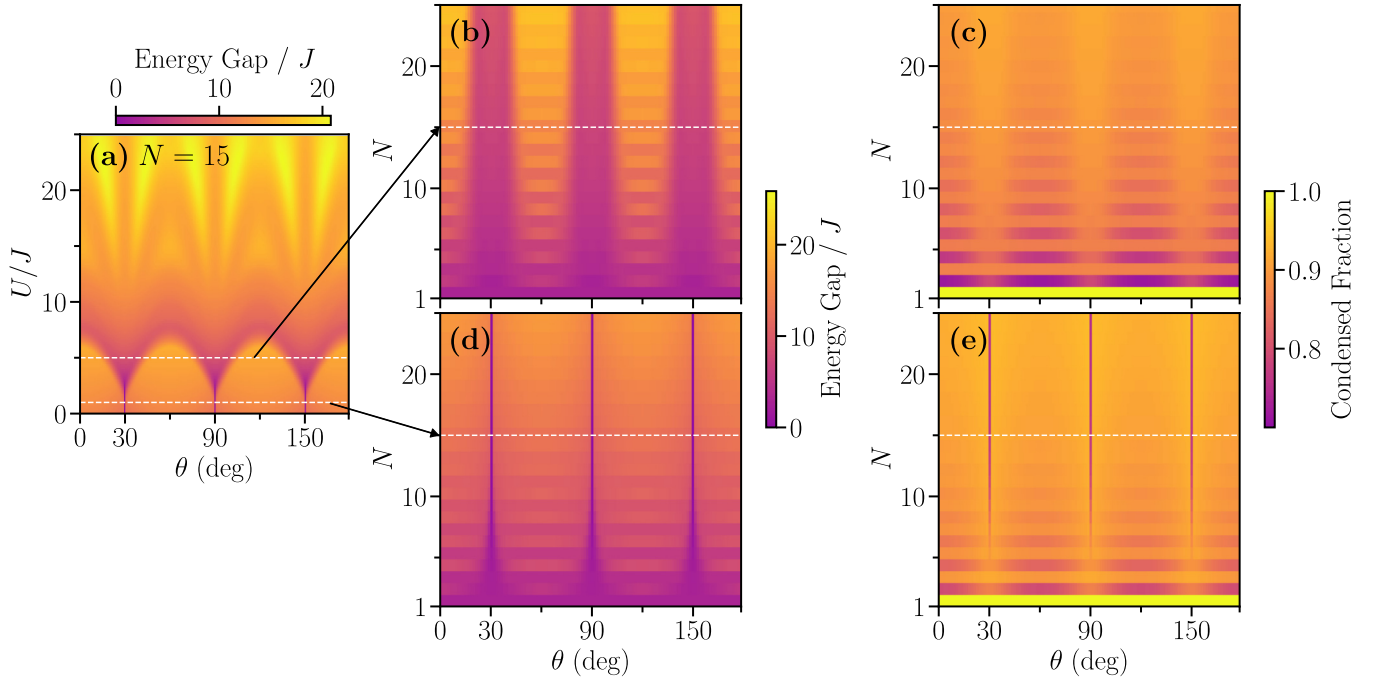 Energy Gap / J
0 10 20
(a) N = 15
20
10
0
U/J
0 30 90 150
θ (deg)
(b)
20
10
1
N
(c)
20
10
1
N
(d)
20
10
1
N
0 30 90 150
θ (deg)
20
10
0
Energy Gap / J
(e)
20
10
1
N
0 30 90 150
θ (deg)
1.0
0.9
0.8
Condensed Fraction